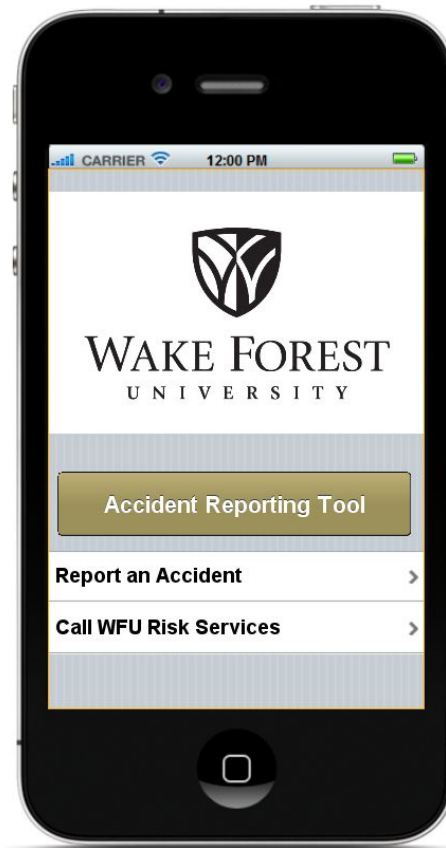 CARRIER 12:00 PM
WAKE FOREST
UNIVERSITY
Accident Reporting Tool
Report an Accident
Call WFU Risk Services